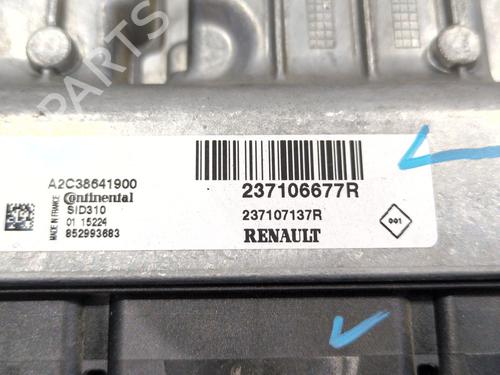 B PARTS
A2C38641900
Continental
SID310
01 15224
852993683
MADE IN FRANCE
237106677R
237107137R
RENAULT
001